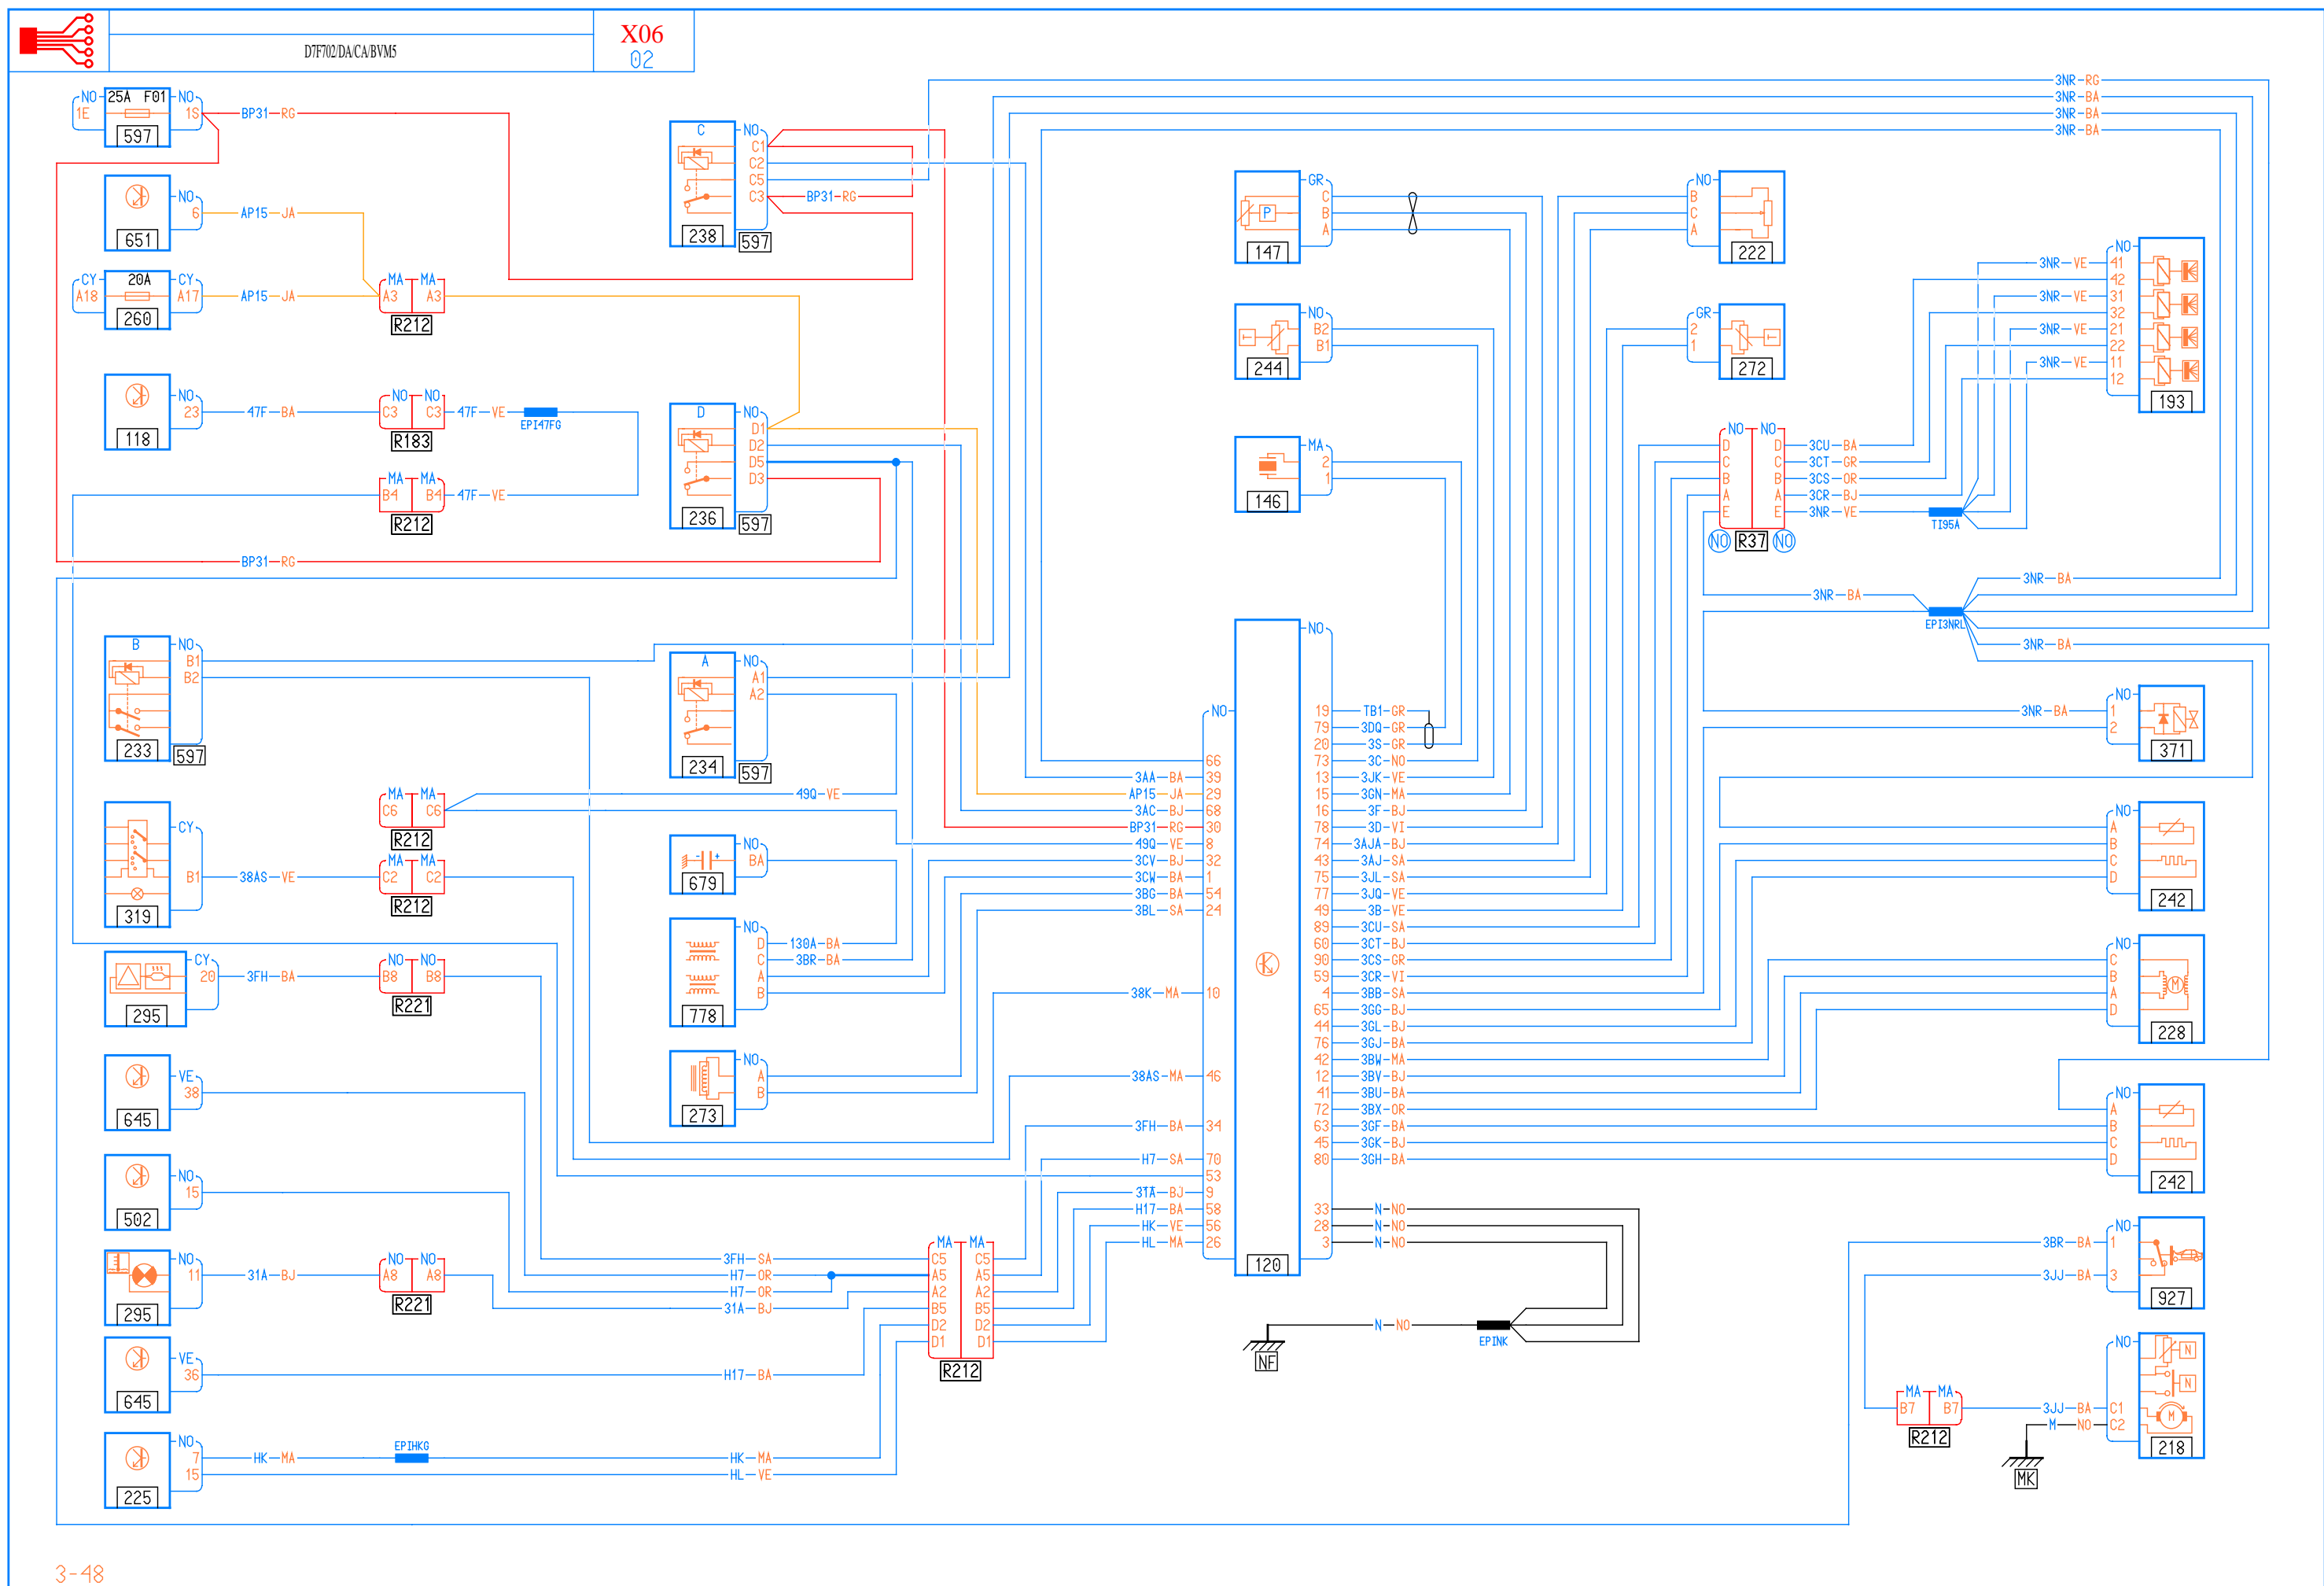 D7F702/DA/CA/BVM5
X06
02
NO 25A F01 NO
1E 1S BP31-RG
597
NO
6 AP15-JA
651
CY 20A CY
A18 A17 AP15-JA
260
MA MA
A3 A3
R212
NO
23 47F-BA
118
NO NO
C3 C3 47F-VE
EPI47FG
R183
MA MA
B4 B4 47F-VE
R212
BP31-RG
C NO
C1
C2
C5
C3 BP31-RG
238 597
D NO
D1
D2
D5
D3
236 597
B NO
B1
B2
233 597
A NO
A1
A2
234 597
MA MA
C6 C6 49Q-VE
R212
CY
B1 38AS-VE
319
MA MA
C2 C2
R212
NO
BA
679
NO
D 130A-BA
C 3BR-BA
A
B
778
CY
20 3FH-BA
295
NO NO
B8 B8
R221
NO
A
B
273
VE
38
645
NO
15
502
NO
11 31A-BJ
295
NO NO
A8 A8
R221
VE
36
645
H17-BA
NO
7 HK-MA EPIHKG HK-MA
15 HL-VE
225
3FH-SA
H7-OR
H7-OR
31A-BJ
MA MA
C5 C5
A5 A5
A2 A2
B5 B5
D2 D2
D1 D1
R212
3NR-RG
3NR-BA
3NR-BA
3NR-BA
GR
C
P B
A
147
NO
B2
B1
244
MA
2
1
146
NO
B
C
A
222
GR
2
1
272
NO
3NR-VE 41
42
3NR-VE 31
32
3NR-VE 21
22
3NR-VE 11
12
193
NO NO
D D 3CU-BA
C C 3CT-GR
B B 3CS-OR
A A 3CR-BJ
E E 3NR-VE
TI95A
NO R37 NO
3NR-BA
3NR-BA
EPI3NRL
3NR-BA
NO
NO
66
3AA-BA 39
AP15-JA 29
3AC-BJ 68
BP31-RG 30
49Q-VE 8
3CV-BJ 32
3CW-BA 1
3BG-BA 54
3BL-SA 24
38K-MA 10
38AS-MA 46
3FH-BA 34
H7-SA 70
53
3TA-BJ 9
H17-BA 58
HK-VE 56
HL-MA 26
120
19 TB1-GR
79 3DQ-GR
20 3S-GR
73 3C-NO
13 3JK-VE
15 3GN-MA
16 3F-BJ
78 3D-VI
74 3AJA-BJ
43 3AJ-SA
75 3JL-SA
77 3JQ-VE
49 3B-VE
89 3CU-SA
60 3CT-BJ
90 3CS-GR
59 3CR-VI
4 3BB-SA
65 3GG-BJ
44 3GL-BJ
76 3GJ-BA
42 3BW-MA
12 3BV-BJ
41 3BU-BA
72 3BX-OR
63 3GF-BA
45 3GK-BJ
80 3GH-BA
33 N-NO
28 N-NO
3 N-NO
N-NO
EPINK
NF
NO
3NR-BA 1
2
371
NO
A
B
C
D
242
NO
C
B
A
D
M
228
NO
A
B
C
D
242
NO
3BR-BA 1
3JJ-BA 3
927
NO
N
N
MA MA
B7 B7 3JJ-BA C1
M-NO C2
M
R212
218
MK
3-48